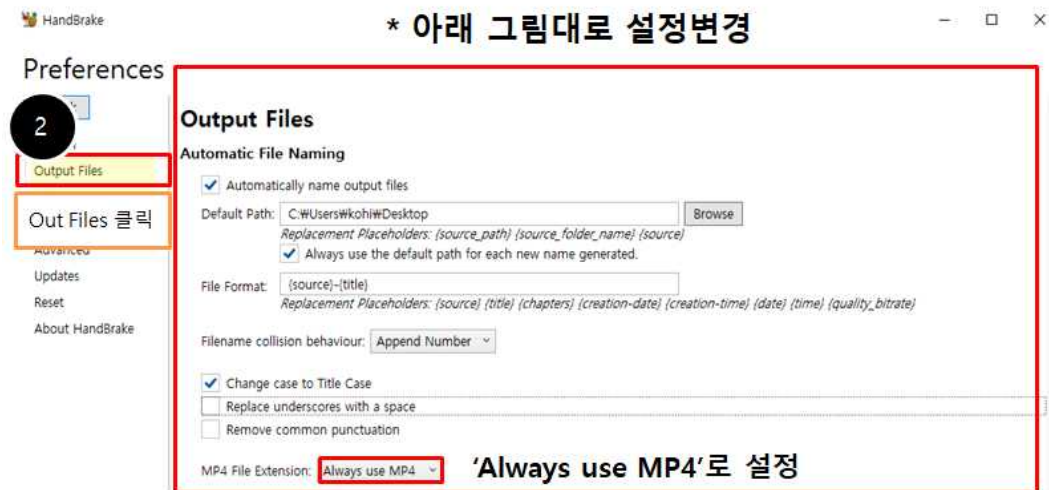 HandBrake
* 아래 그림대로 설정변경
Preferences
2
Output Files
Out Files 클릭
Advanced
Updates
Reset
About HandBrake
Output Files
Automatic File Naming
Automatically name output files
Default Path: C:₩Users₩kohi₩Desktop Browse
Replacement Placeholders: {source_path} {source_folder_name} {source}
Always use the default path for each new name generated.
File Format: {source}-{title}
Replacement Placeholders: {source} {title} {chapters} {creation-date} {creation-time} {date} {time} {quality_bitrate}
Filename collision behaviour: Append Number
Change case to Title Case
Replace underscores with a space
Remove common punctuation
MP4 File Extension: Always use MP4 ‘Always use MP4’로 설정